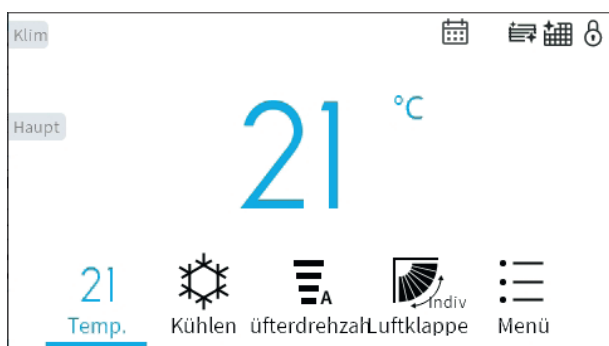 Klim
Haupt
21 °C
A
Indiv
21
Temp. Kühlen üfterdrehzah Luftklappe Menü